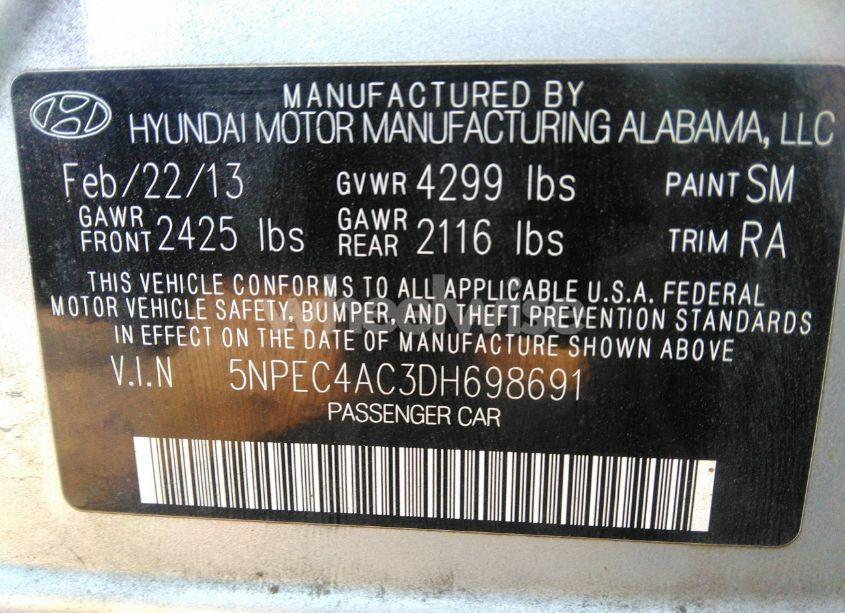 MANUFACTURED BY
HYUNDAI MOTOR MANUFACTURING ALABAMA, LLC
Feb/22/13 GVWR 4299 lbs PAINT SM
GAWR FRONT 2425 lbs GAWR REAR 2116 lbs TRIM RA
THIS VEHICLE CONFORMS TO ALL APPLICABLE U.S.A. FEDERAL
MOTOR VEHICLE SAFETY, BUMPER, AND THEFT PREVENTION STANDARDS
IN EFFECT ON THE DATE OF MANUFACTURE SHOWN ABOVE
V.I.N 5NPEC4AC3DH698691
PASSENGER CAR
wheelwise